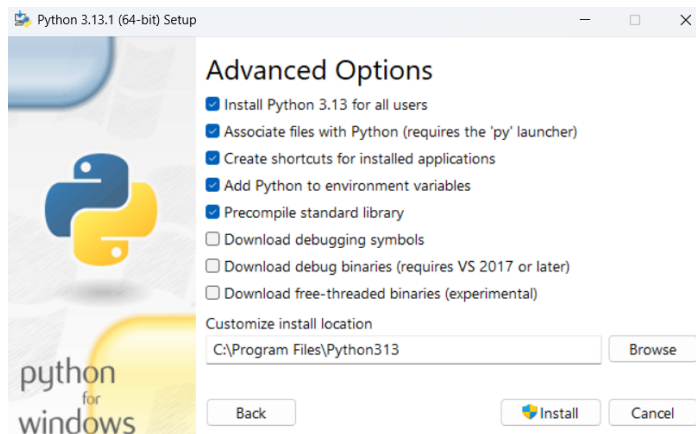 Python 3.13.1 (64-bit) Setup
Advanced Options
Install Python 3.13 for all users
Associate files with Python (requires the 'py' launcher)
Create shortcuts for installed applications
Add Python to environment variables
Precompile standard library
Download debugging symbols
Download debug binaries (requires VS 2017 or later)
Download free-threaded binaries (experimental)
Customize install location
C:\Program Files\Python313
Browse
python
for
windows
Back
Install
Cancel